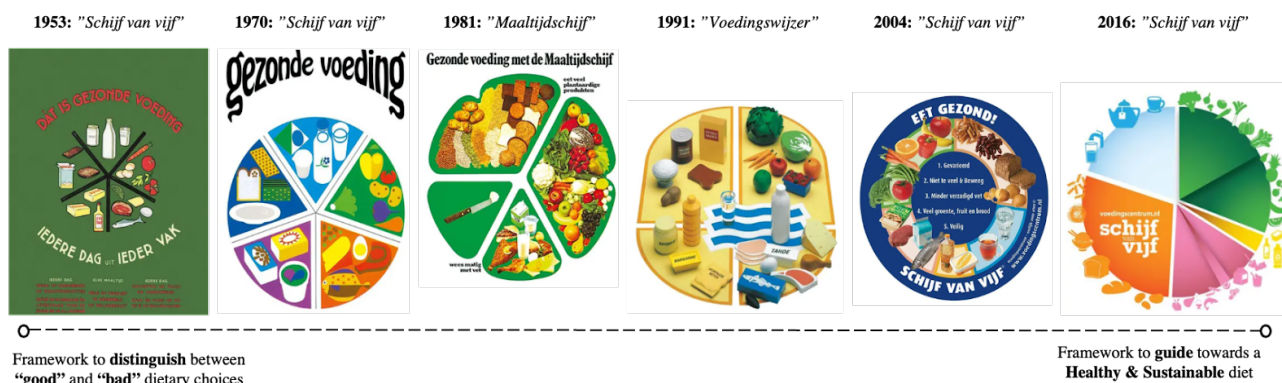 1953: ”Schijf van vijf”
1970: ”Schijf van vijf”
1981: ”Maaltijdschijf”
1991: ”Voedingswijzer”
2004: ”Schijf van vijf”
2016: ”Schijf van vijf”
DAT IS GEZONDE VOEDING
IEDERE DAG UIT IEDER VAK
gezonde voeding
Gezonde voeding met de Maaltijdschijf
eet veel
plantaardige
produkten
wees matig
met vet
EET GEZOND!
1. Gevarieerd
2. Niet te veel & Beweeg
3. Minder verzadigd vet
4. Veel groente, fruit en brood
5. Veilig
SCHIJF VAN VIJF
www.voedingscentrum.nl
voedingscentrum.nl
schijf
van
vijf
Framework to distinguish between
“good” and “bad” dietary choices
Framework to guide towards a
Healthy & Sustainable diet